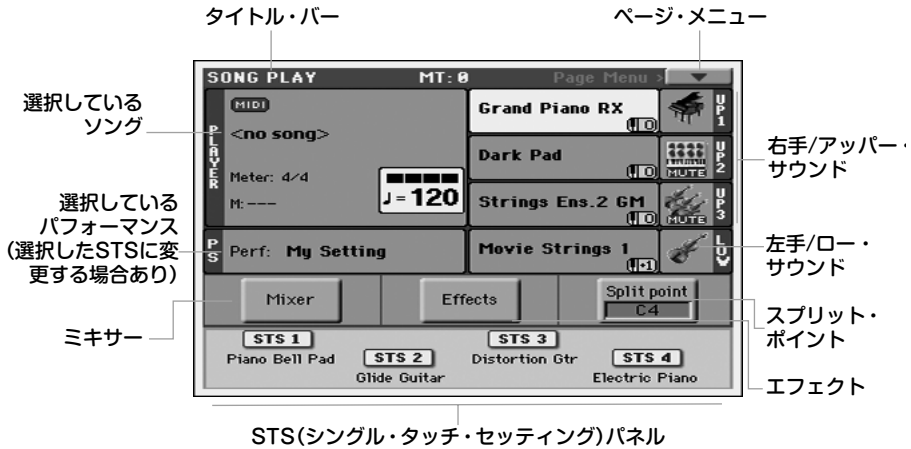 タイトル・バー
ページ・メニュー
SONG PLAY MT: 0 Page Menu >
選択している
ソング
PLAYER
MIDI
<no song>
Meter: 4/4
M:---
♩=120
Grand Piano RX
0
UP1
Dark Pad
0
MUTE
UP2
Strings Ens.2 GM
0
MUTE
UP3
右手/アッパー・
サウンド
選択している
パフォーマンス
(選択したSTSに変
更する場合あり)
PS
Perf: My Setting
Movie Strings 1
+1
LOW
左手/ロー・
サウンド
Mixer
Effects
Split point
C4
ミキサー
スプリット・
ポイント
STS 1
Piano Bell Pad
STS 2
Glide Guitar
STS 3
Distortion Gtr
STS 4
Electric Piano
エフェクト
STS(シングル・タッチ・セッティング)パネル